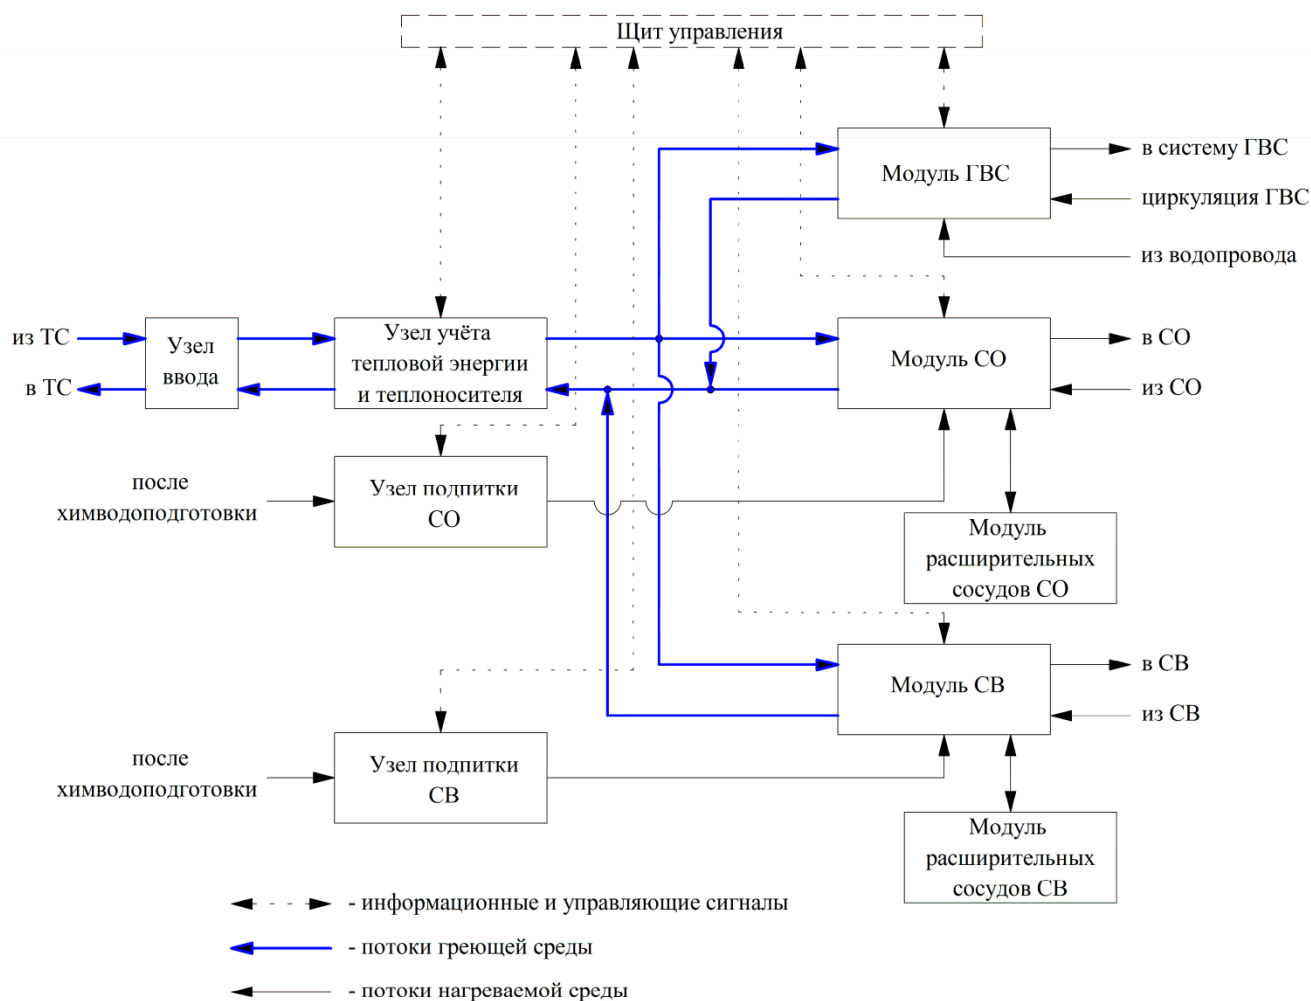 Щит управления
Модуль ГВС
в систему ГВС
циркуляция ГВС
из водопровода
из ТС
в ТС
Узел
ввода
Узел учёта
тепловой энергии
и теплоносителя
Модуль СО
в СО
из СО
после
химводоподготовки
Узел подпитки
СО
Модуль
расширительных
сосудов СО
Модуль СВ
в СВ
из СВ
после
химводоподготовки
Узел подпитки
СВ
Модуль
расширительных
сосудов СВ
- информационные и управляющие сигналы
- потоки греющей среды
- потоки нагреваемой среды